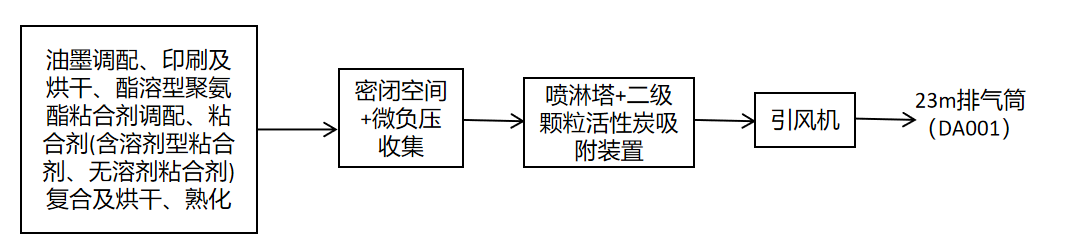 油墨调配、印刷及
烘干、酯溶型聚氨
酯粘合剂调配、粘
合剂(含溶剂型粘合
剂、无溶剂粘合剂)
复合及烘干、熟化
密闭空间
+微负压
收集
喷淋塔+二级
颗粒活性炭吸
附装置
引风机
23m排气筒
（DA001）